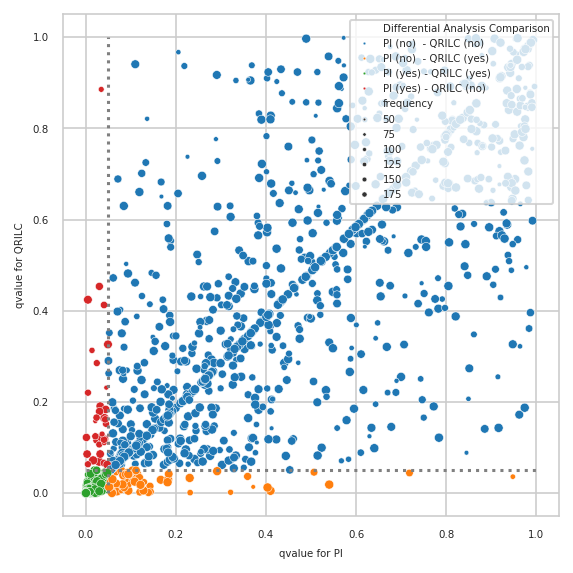 Differential Analysis Comparison
PI (no) - QRILC (no)
PI (no) - QRILC (yes)
PI (yes) - QRILC (yes)
PI (yes) - QRILC (no)
frequency
50
75
100
125
150
175
1.0
0.8
0.6
0.4
0.2
0.0
qvalue for QRILC
0.0 0.2 0.4 0.6 0.8 1.0
qvalue for PI